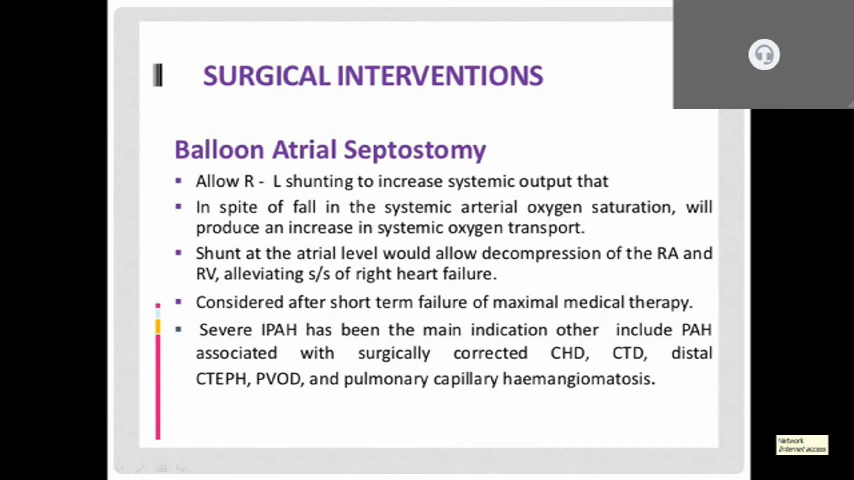 SURGICAL INTERVENTIONS
Balloon Atrial Septostomy
▪ Allow R - L shunting to increase systemic output that
▪ In spite of fall in the systemic arterial oxygen saturation, will
produce an increase in systemic oxygen transport.
▪ Shunt at the atrial level would allow decompression of the RA and
RV, alleviating s/s of right heart failure.
▪ Considered after short term failure of maximal medical therapy.
▪ Severe IPAH has been the main indication other include PAH
associated with surgically corrected CHD, CTD, distal
CTEPH, PVOD, and pulmonary capillary haemangiomatosis.
Network
Internet access